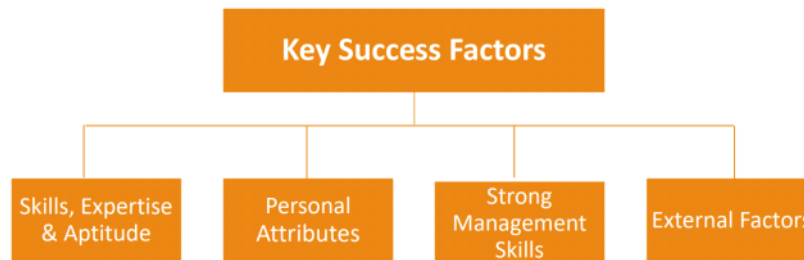 Key Success Factors
Skills, Expertise
& Aptitude
Personal
Attributes
Strong
Management
Skills
External Factors